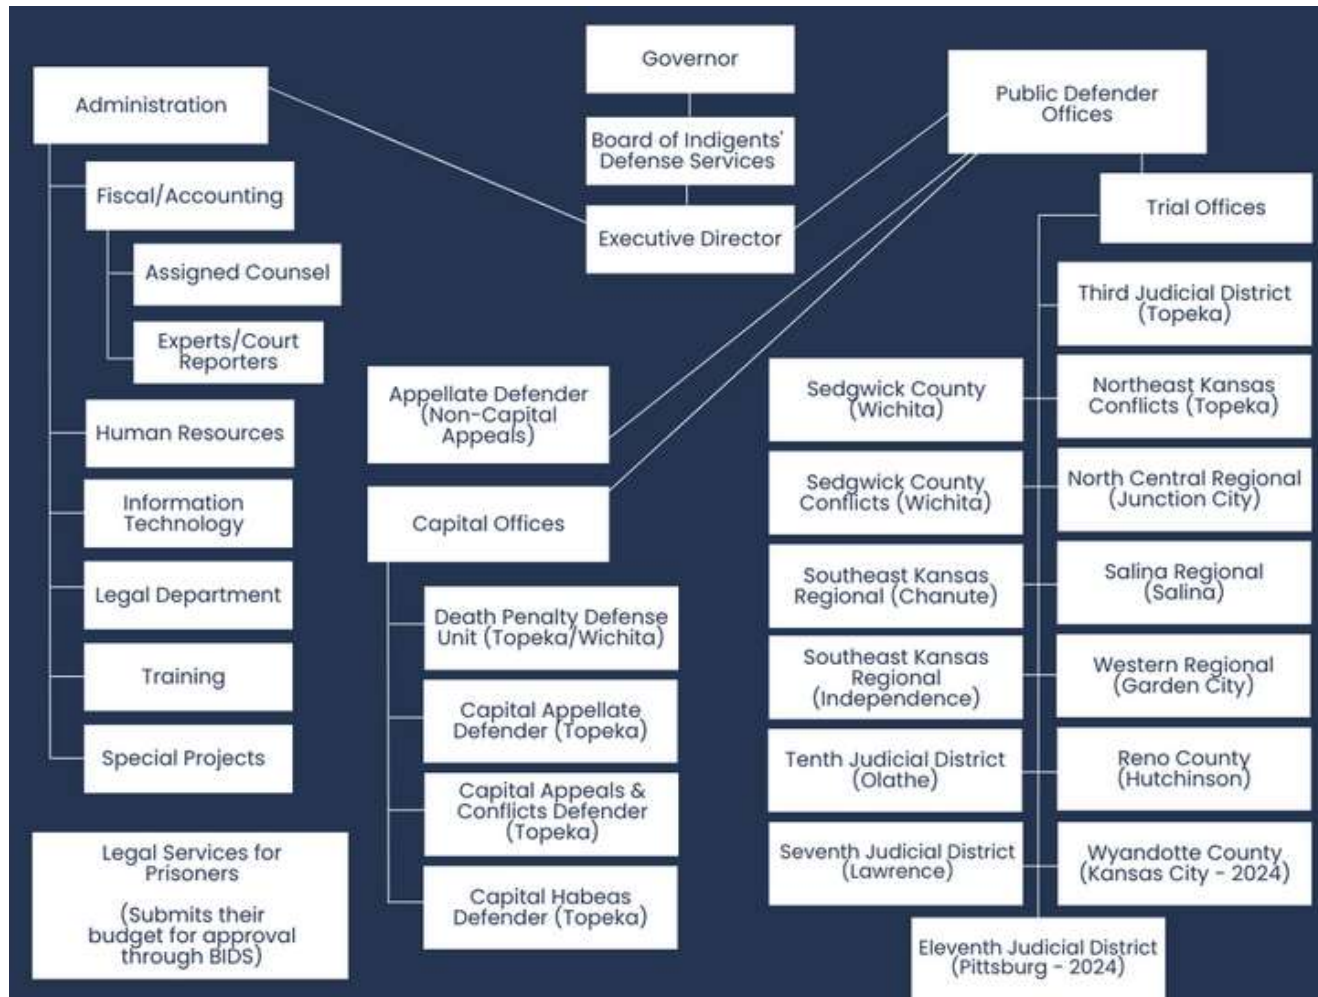 Governor
Board of Indigents'
Defense Services
Executive Director
Administration
Fiscal/Accounting
Assigned Counsel
Experts/Court
Reporters
Human Resources
Information
Technology
Legal Department
Training
Special Projects
Legal Services for
Prisoners
(Submits their
budget for approval
through BIDS)
Appellate Defender
(Non-Capital
Appeals)
Capital Offices
Death Penalty Defense
Unit (Topeka/Wichita)
Capital Appellate
Defender (Topeka)
Capital Appeals &
Conflicts Defender
(Topeka)
Capital Habeas
Defender (Topeka)
Public Defender
Offices
Trial Offices
Third Judicial District
(Topeka)
Sedgwick County
(Wichita)
Northeast Kansas
Conflicts (Topeka)
Sedgwick County
Conflicts (Wichita)
North Central Regional
(Junction City)
Southeast Kansas
Regional (Chanute)
Salina Regional
(Salina)
Southeast Kansas
Regional
(Independence)
Western Regional
(Garden City)
Tenth Judicial District
(Olathe)
Reno County
(Hutchinson)
Seventh Judicial District
(Lawrence)
Wyandotte County
(Kansas City - 2024)
Eleventh Judicial District
(Pittsburg - 2024)